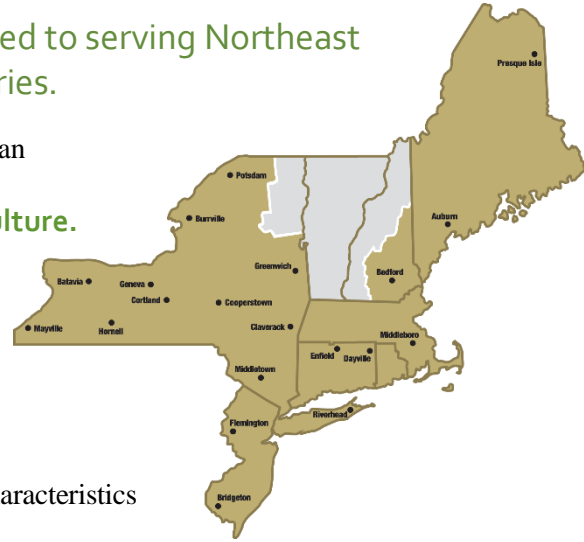 ed to serving Northeast
ries.
an
ulture.
aracteristics
Presque Isle
Potsdam
Burrville
Auburn
Greenwich
Bedford
Batavia
Geneva
Cortland
Cooperstown
Mayville
Hornell
Claverack
Middleboro
Enfield
Dayville
Middletown
Riverhead
Flemington
Bridgeton